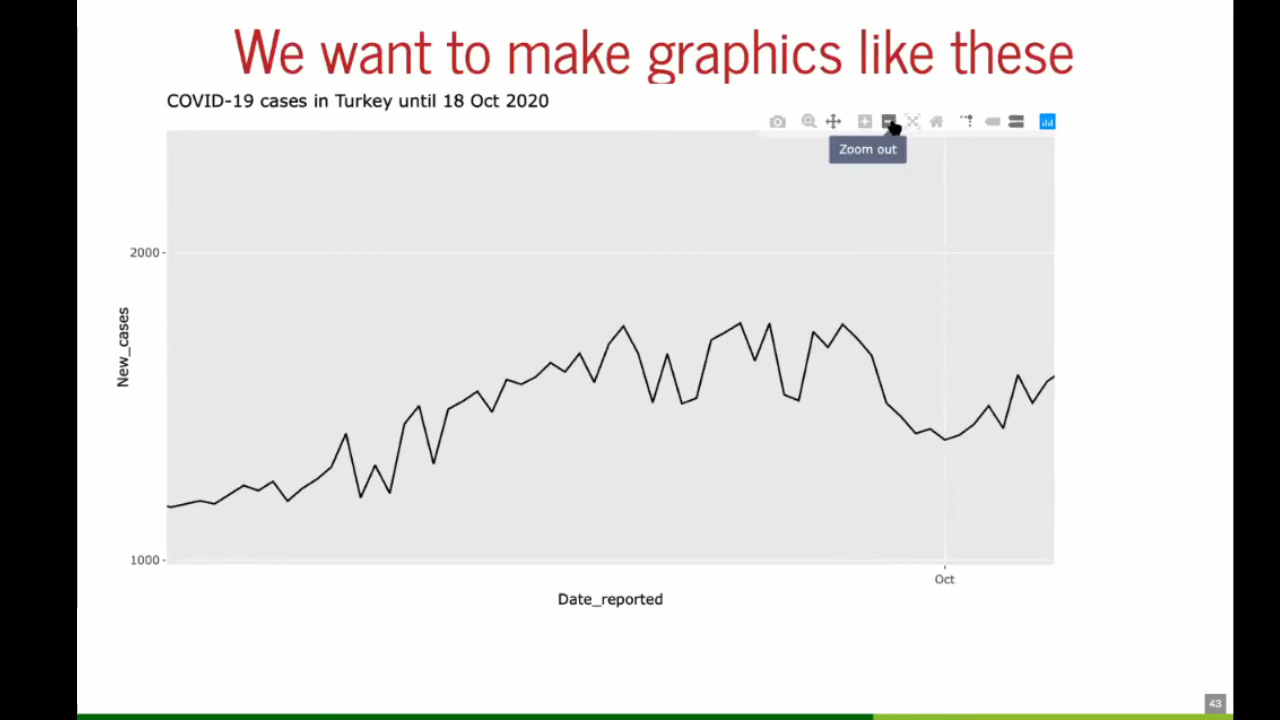 We want to make graphics like these
COVID-19 cases in Turkey until 18 Oct 2020
Zoom out
2000
New_cases
1000
Oct
Date_reported
43